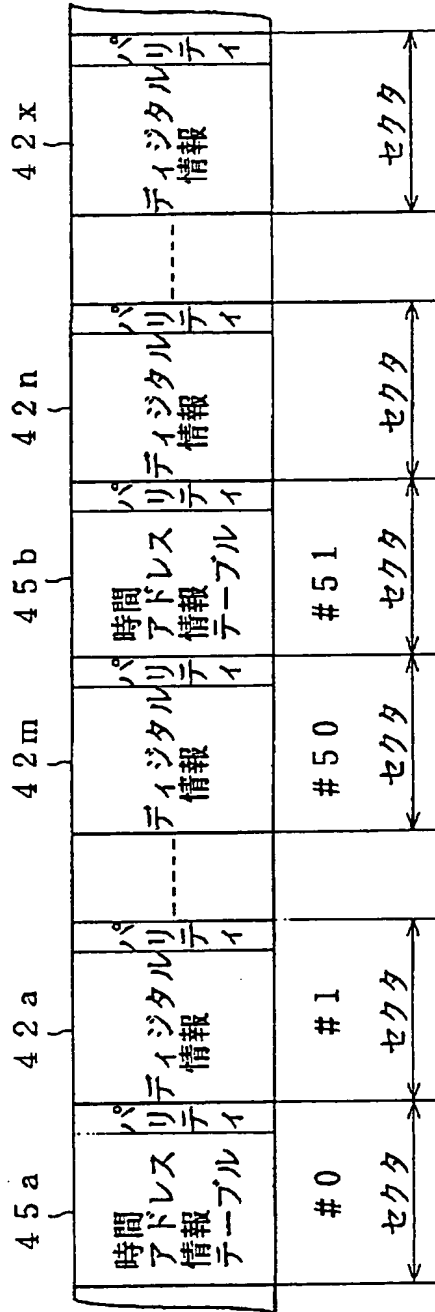 45a
42a
42m
45b
42n
42x
時間
アドレス
情報
テーブル
パリティ
ディジタル
情報
パリティ
ディジタル
情報
パリティ
時間
アドレス
情報
テーブル
パリティ
ディジタル
情報
パリティ
ディジタル
情報
パリティ
#0
#1
#50
#51
セクタ
セクタ
セクタ
セクタ
セクタ
セクタ